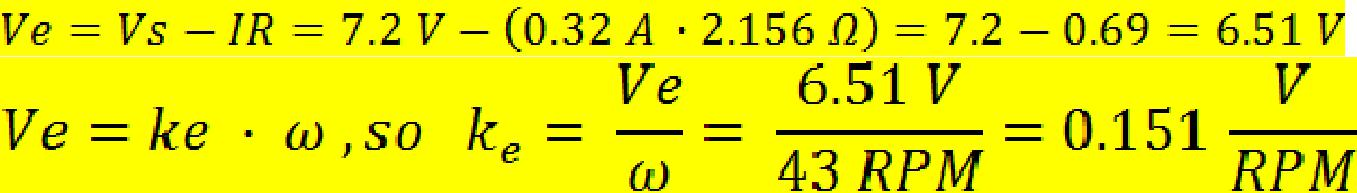 Ve = Vs − IR = 7.2 V − (0.32 A · 2.156 Ω) = 7.2 − 0.69 = 6.51 V
Ve = ke · ω , so k_e = Ve/ω = 6.51 V/43 RPM = 0.151 V/RPM